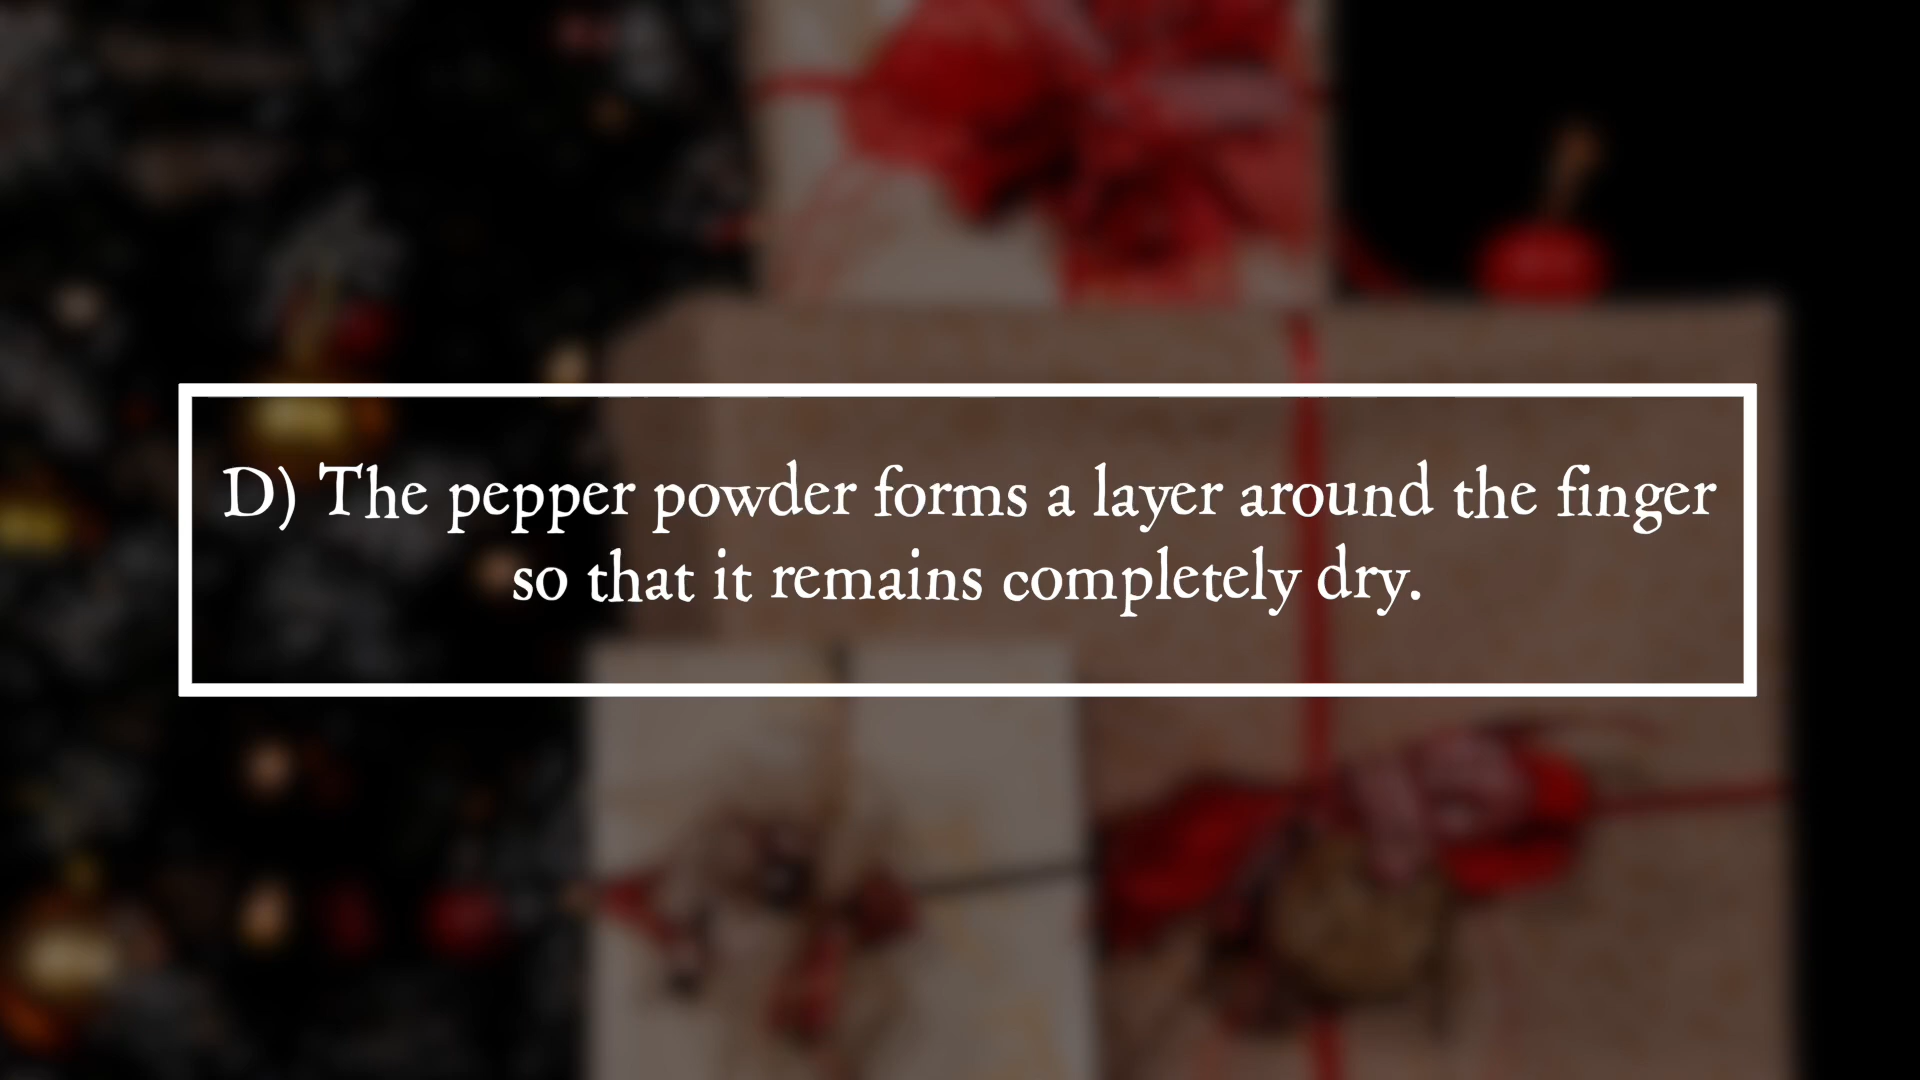 D) The pepper powder forms a layer around the finger
so that it remains completely dry.